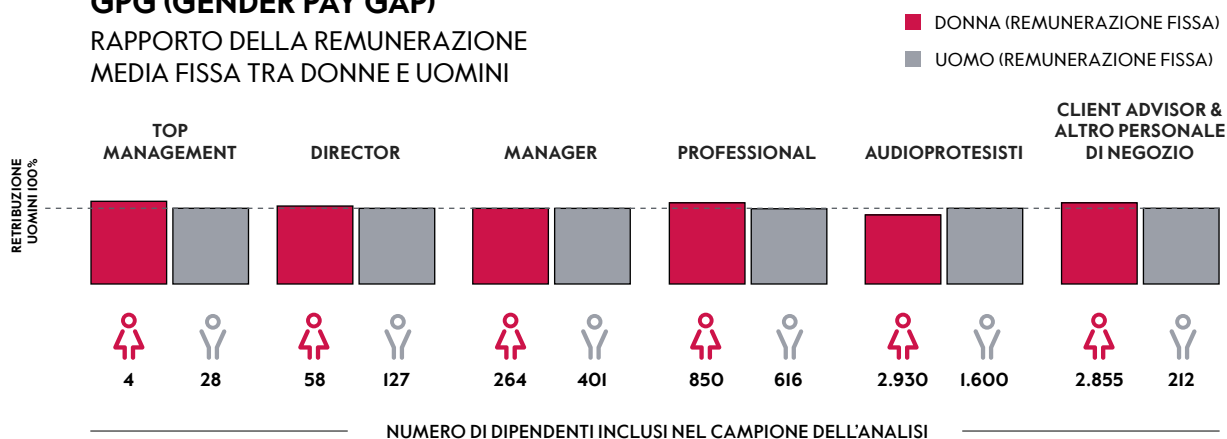 GPG (GENDER PAY GAP)
RAPPORTO DELLA REMUNERAZIONE
MEDIA FISSA TRA DONNE E UOMINI
DONNA (REMUNERAZIONE FISSA)
UOMO (REMUNERAZIONE FISSA)
RETRIBUZIONE
UOMINI 100%
TOP
MANAGEMENT
DIRECTOR
MANAGER
PROFESSIONAL
AUDIOPROTESISTI
CLIENT ADVISOR &
ALTRO PERSONALE
DI NEGOZIO
4 28 58 127 264 401 850 616 2.930 1.600 2.855 212
NUMERO DI DIPENDENTI INCLUSI NEL CAMPIONE DELL'ANALISI